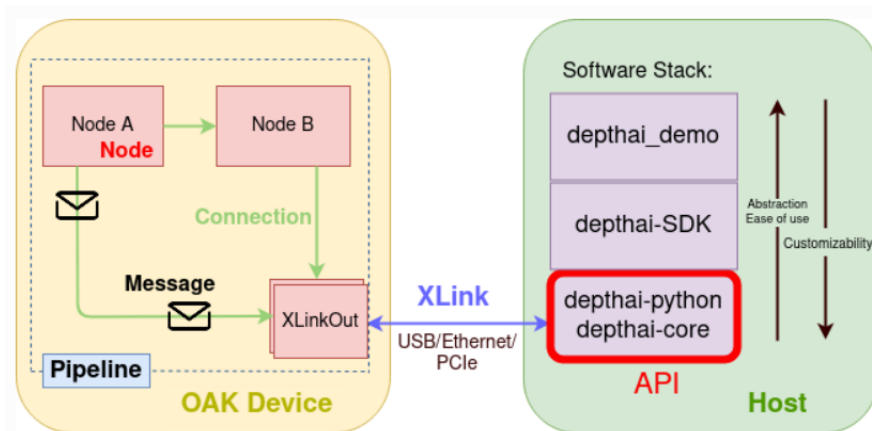 Node A
Node
Node B
Connection
Message
XLinkOut
Pipeline
OAK Device
XLink
USB/Ethernet/
PCIe
Software Stack:
depthai_demo
depthai-SDK
depthai-python
depthai-core
API
Abstraction
Ease of use
Customizability
Host